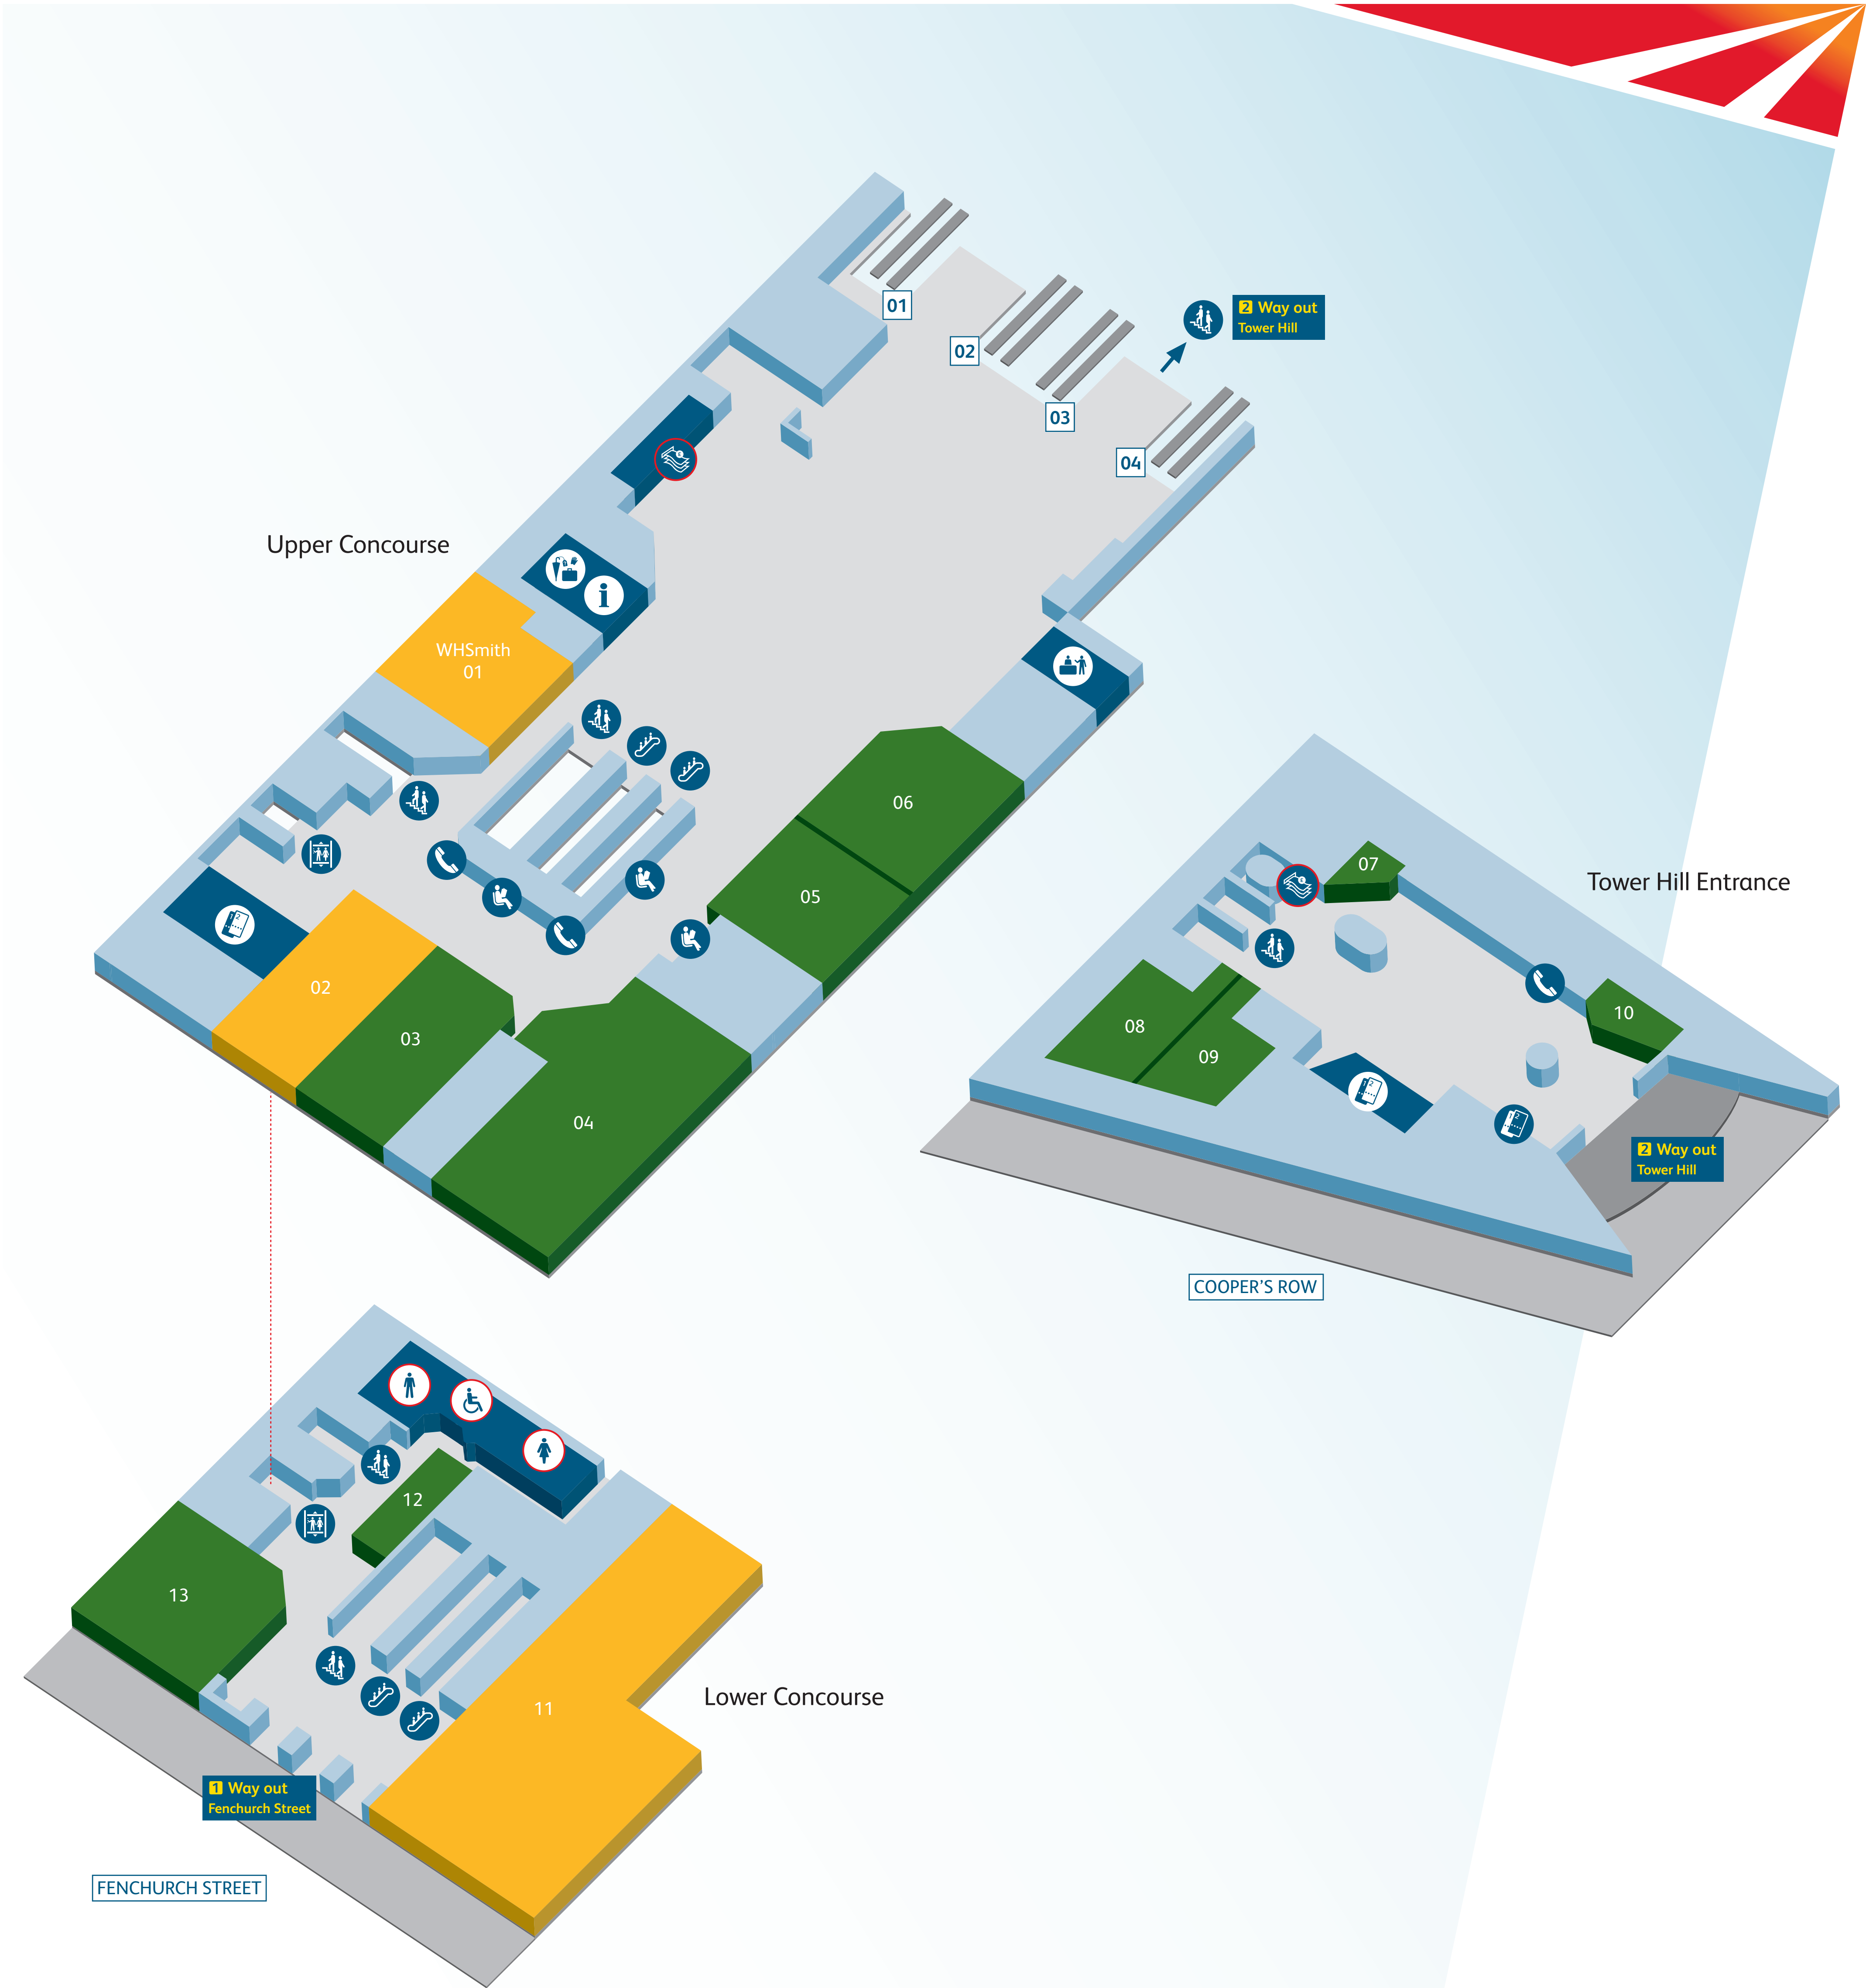 01
02
03
04
2 Way out
Tower Hill
Upper Concourse
WHSmith
01
06
05
02
03
04
07
Tower Hill Entrance
08
09
10
2 Way out
Tower Hill
COOPER'S ROW
12
13
11
Lower Concourse
1 Way out
Fenchurch Street
FENCHURCH STREET